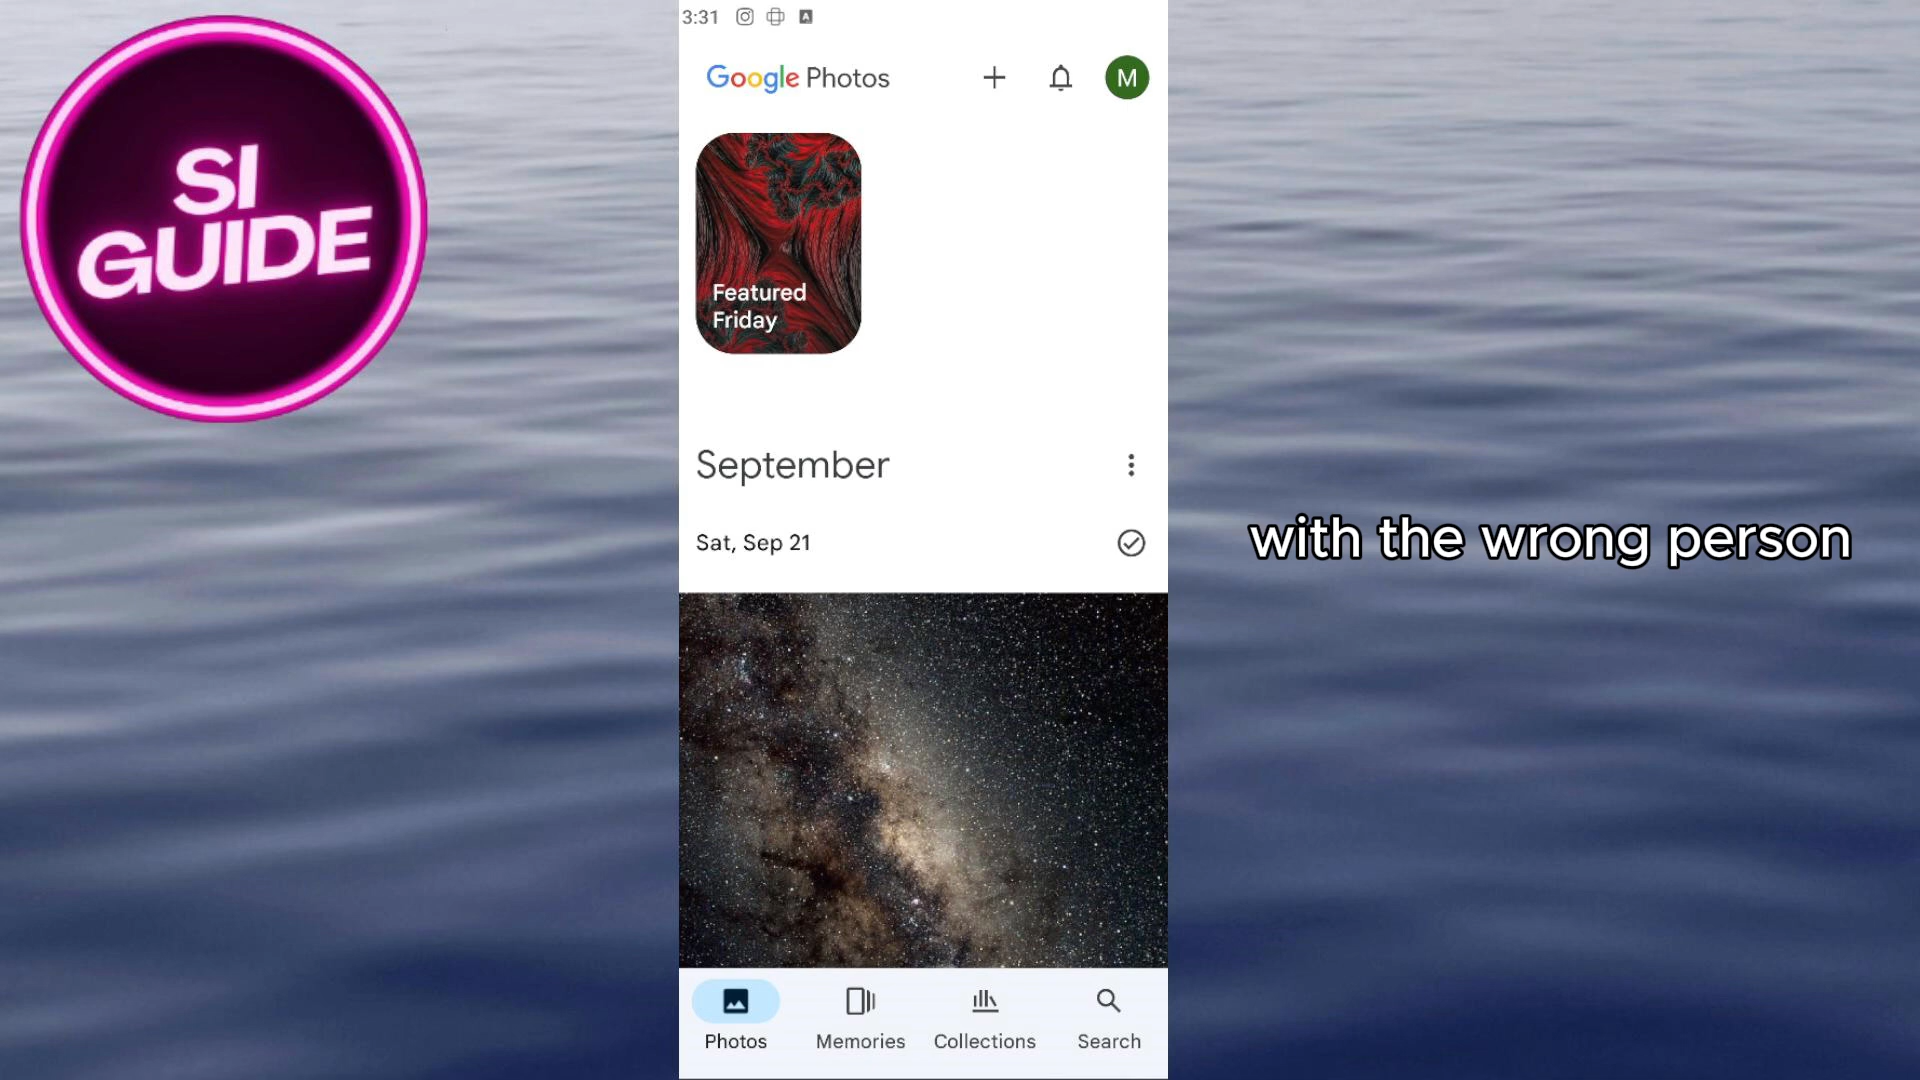 SI
GUIDE
3:31
Google Photos
M
Featured
Friday
September
Sat, Sep 21
with the wrong person
Photos
Memories
Collections
Search